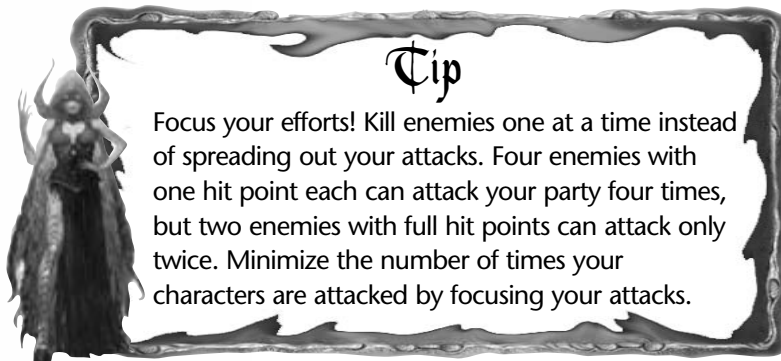 Tip
Focus your efforts! Kill enemies one at a time instead
of spreading out your attacks. Four enemies with
one hit point each can attack your party four times,
but two enemies with full hit points can attack only
twice. Minimize the number of times your
characters are attacked by focusing your attacks.